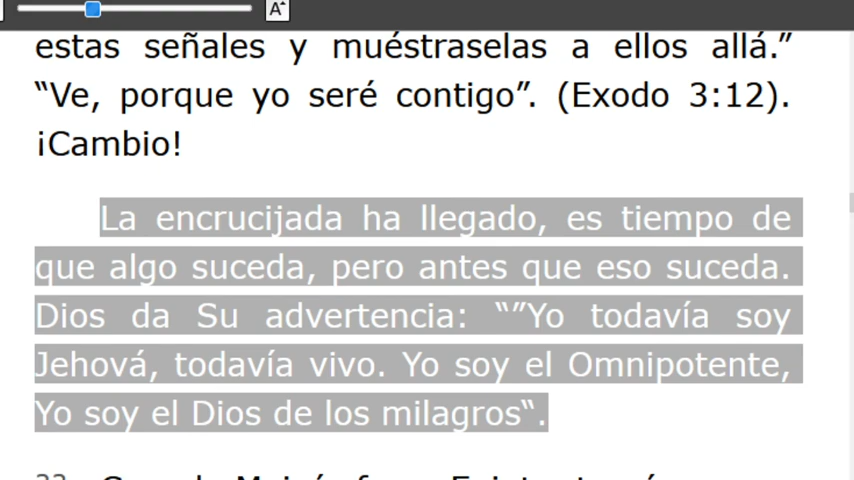 A
estas señales y muéstraselas a ellos allá.”
“Ve, porque yo seré contigo”. (Exodo 3:12).
¡Cambio!
La encrucijada ha llegado, es tiempo de
que algo suceda, pero antes que eso suceda.
Dios da Su advertencia: “”Yo todavía soy
Jehová, todavía vivo. Yo soy el Omnipotente,
Yo soy el Dios de los milagros“.